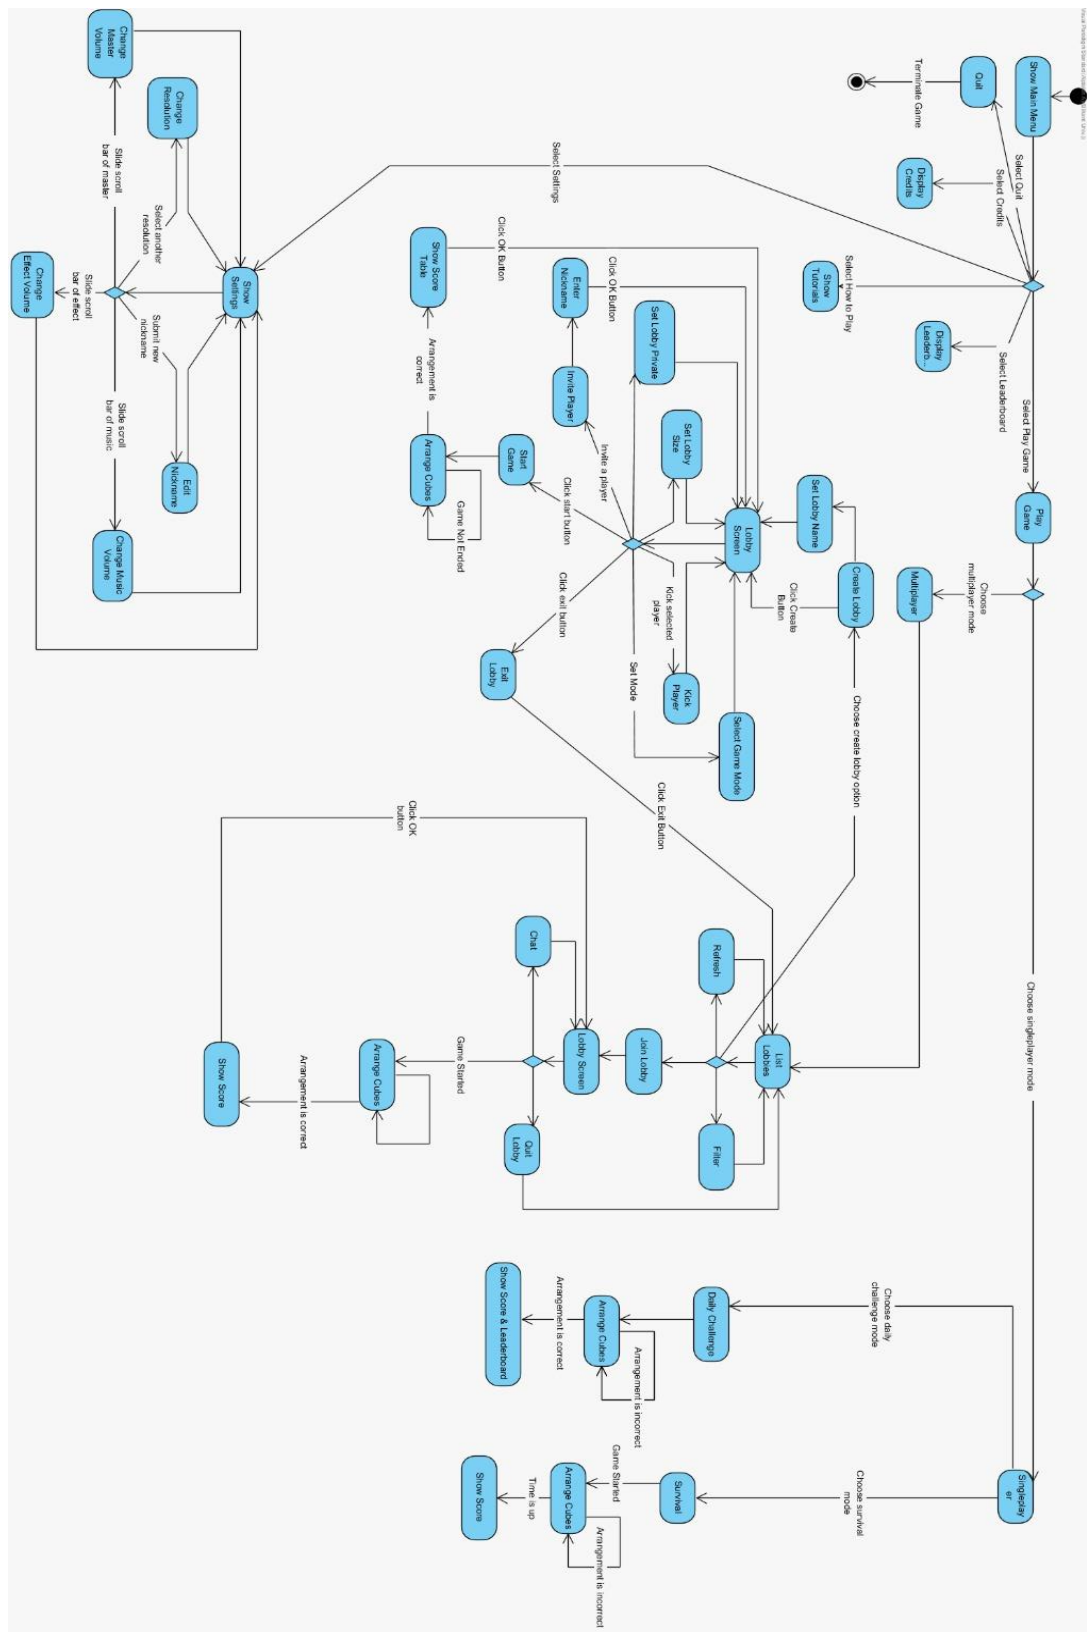 Show Main Menu
Quit
Terminate Game
Select Quit
Select Credits
Display
Credits
Select Settings
Select How to Play
Show
Tutorials
Select Leaderboard
Display
Leaderb...
Select Play Game
Play
Game
Choose
multiplayer mode
Multiplayer
Choose singleplayer mode
Singleplay
er
Choose daily
challenge mode
Daily Challenge
Arrange Cubes
Arrangement is incorrect
Arrangement is correct
Show Score & Leaderboard
Choose survival
mode
Survival
Game Started
Arrange Cubes
Arrangement is incorrect
Time is up
Show Score
List
Lobbies
Refresh
Filter
Join Lobby
Lobby Screen
Chat
Quit
Lobby
Game Started
Arrange Cubes
Arrangement is correct
Show Score
Click OK
button
Choose create lobby option
Create Lobby
Set Lobby Name
Click Create
Button
Lobby
Screen
Set Lobby
Size
Set Lobby Private
Kick selected
player
Kick
Player
Set Mode
Select Game Mode
Invite a player
Invite Player
Enter
Nickname
Click OK Button
Click start button
Start
Game
Arrange Cubes
Game Not Ended
Arrangement is
correct
Show Score
Table
Click OK Button
Click exit button
Exit
Lobby
Click Exit Button
Show
Settings
Change
Master
Volume
Slide scroll
bar of master
Change
Resolution
Select another
resolution
Change
Effect Volume
Slide scroll
bar of effect
Submit new
nickname
Edit
Nickname
Slide scroll
bar of music
Change Music
Volume